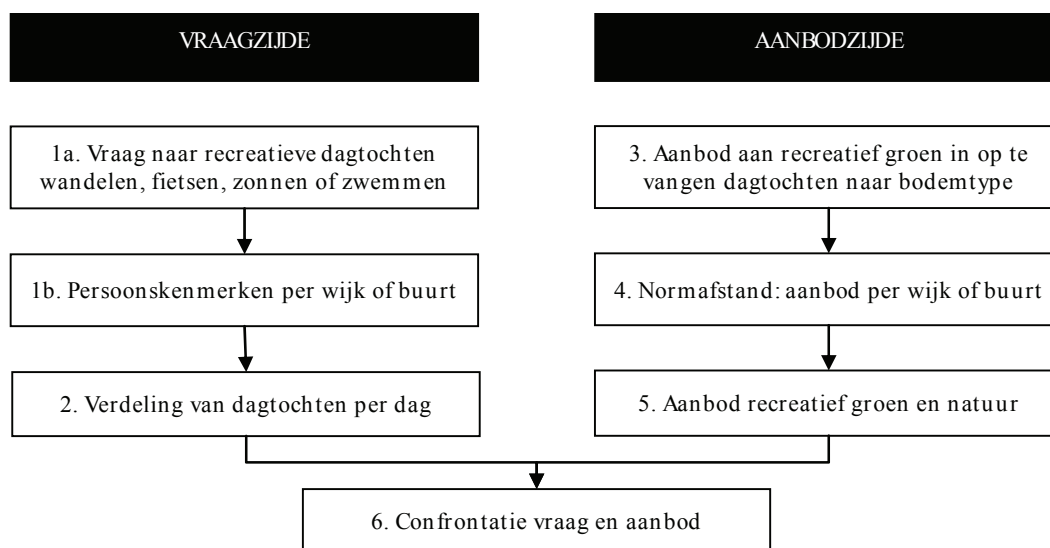 VRAAGZIJDE
AANBODZIJDE
1a. Vraag naar recreatieve dagtochten
wandelen, fietsen, zonnen of zwemmen
3. Aanbod aan recreatief groen in op te
vangen dagtochten naar bodemtype
1b. Persoonskenmerken per wijk of buurt
4. Normafstand: aanbod per wijk of buurt
2. Verdeling van dagtochten per dag
5. Aanbod recreatief groen en natuur
6. Confrontatie vraag en aanbod